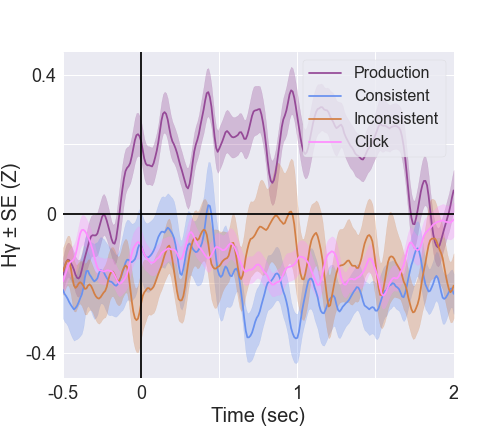 Production
Consistent
Inconsistent
Click
Hγ ± SE (Z)
0.4
0
-0.4
-0.5
0
1
2
Time (sec)